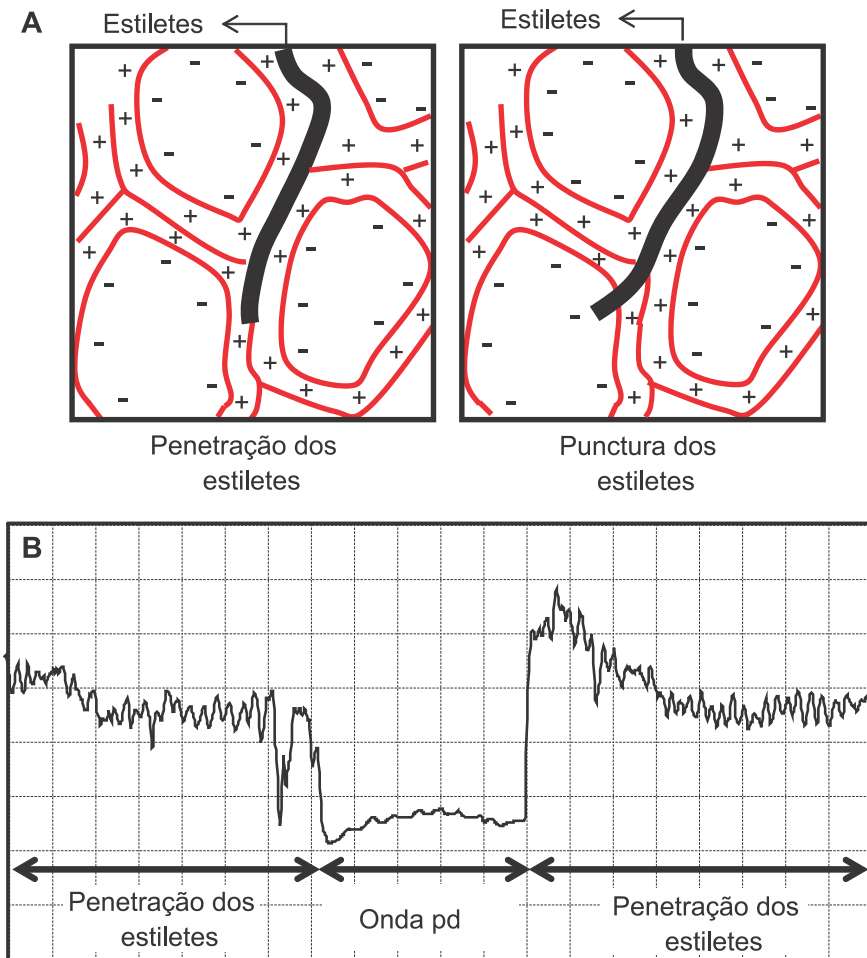 A
Estiletes
Estiletes
Penetração dos
estiletes
Punctura dos
estiletes
B
Penetração dos
estiletes
Onda pd
Penetração dos
estiletes